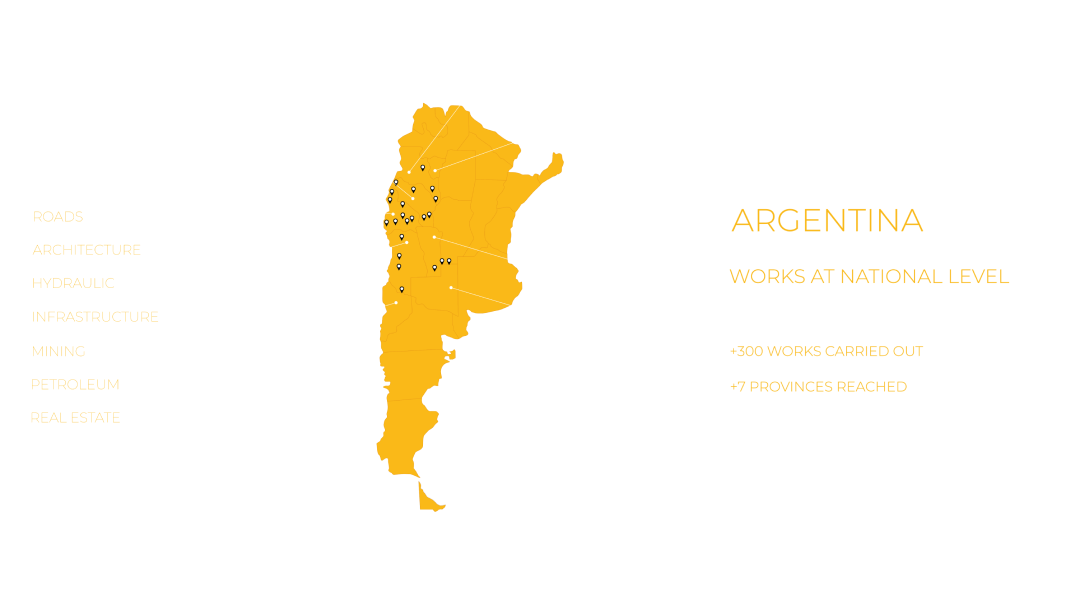 ROADS
ARCHITECTURE
HYDRAULIC
INFRASTRUCTURE
MINING
PETROLEUM
REAL ESTATE
ARGENTINA
WORKS AT NATIONAL LEVEL
+300 WORKS CARRIED OUT
+7 PROVINCES REACHED